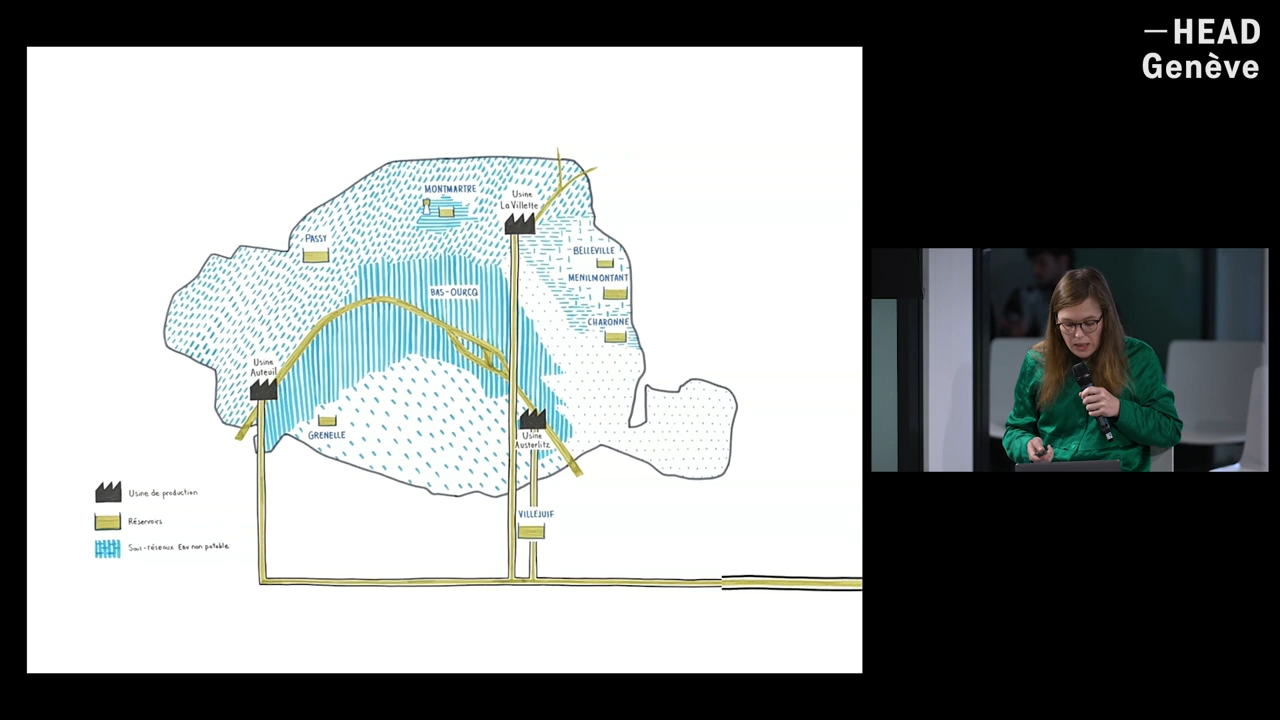 —HEAD
Genève
MONTMARTRE
Usine
La Villette
PASSY
BELLEVILLE
MENILMONTANT
BAS-OURCQ
CHARONNE
Usine
Auteuil
GRENELLE
Usine
Austerlitz
VILLEJUIF
Usine de production
Réservoirs
Sous-réseaux Eau non potable